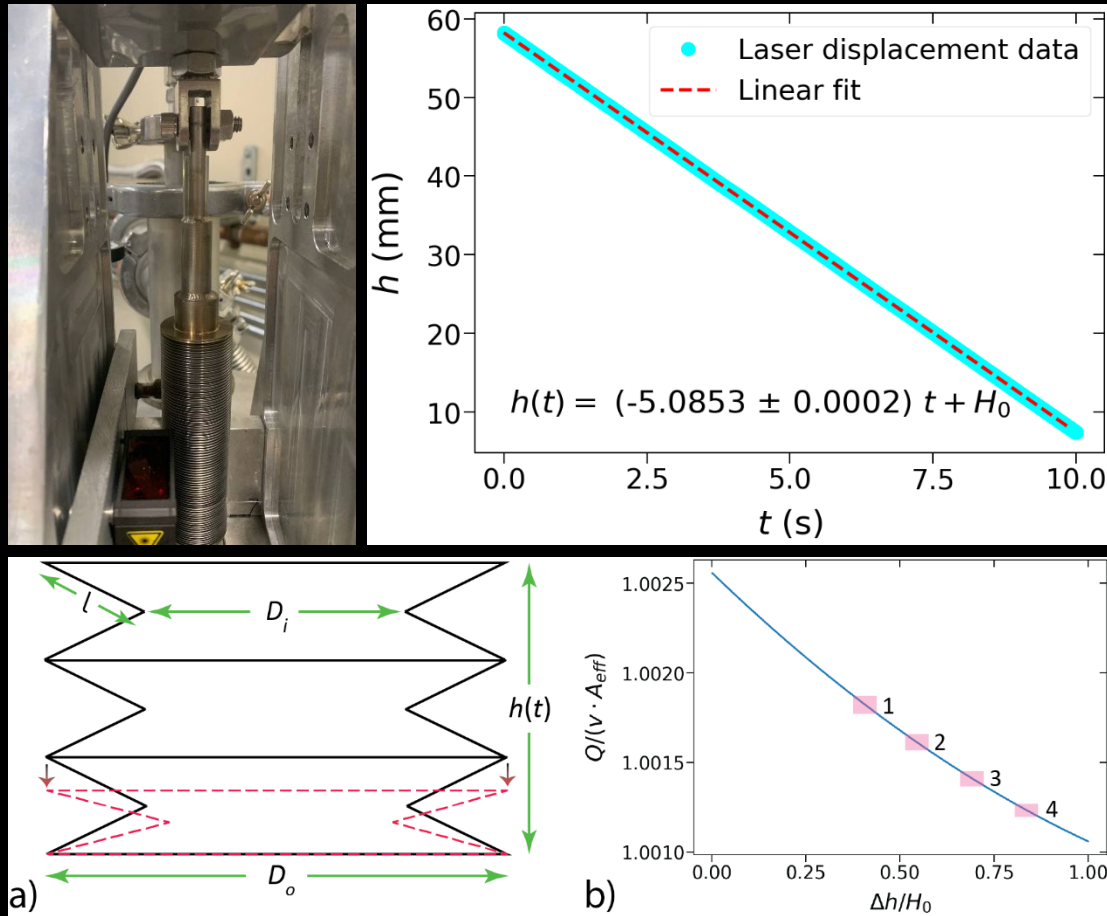 60
50
40
30
20
10
h (mm)
Laser displacement data
Linear fit
h(t) = (-5.0853 ± 0.0002) t + H₀
0.0 2.5 5.0 7.5 10.0
t (s)
l
Dᵢ
h(t)
Dₒ
a)
1.0025
1.0020
1.0015
1.0010
Q/(v · A_eff)
1
2
3
4
0.00 0.25 0.50 0.75 1.00
Δh/H₀
b)